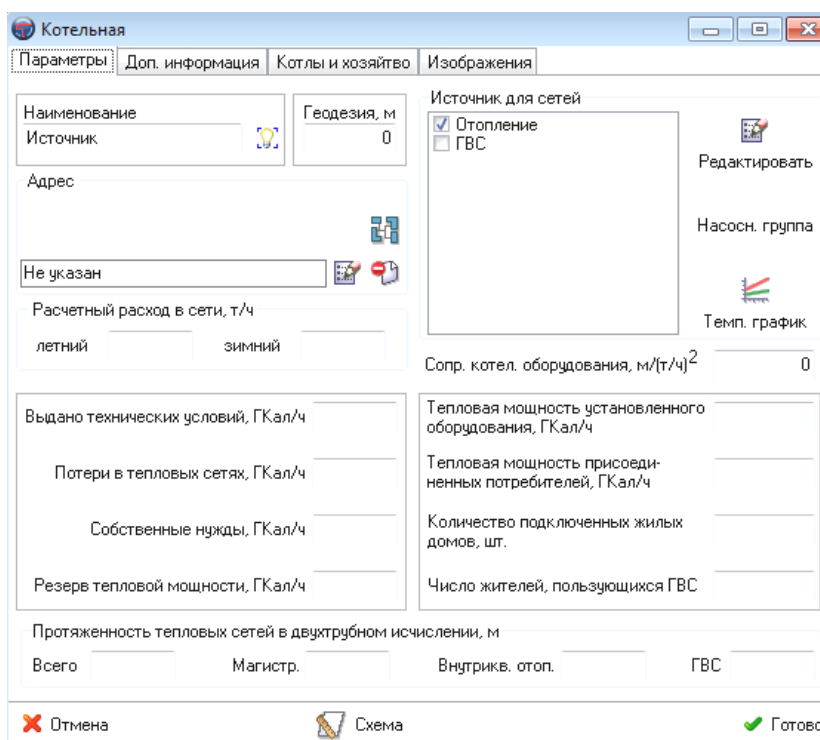 Котельная
Параметры Доп. информация Котлы и хозяйтво Изображения
Наименование
Источник
Геодезия, м
0
Источник для сетей
Отопление
ГВС
Редактировать
Насосн. группа
Темп. график
Адрес
Не указан
Расчетный расход в сети, т/ч
летний зимний
Сопр. котел. оборудования, м/(т/ч)2 0
Выдано технических условий, ГКал/ч
Потери в тепловых сетях, ГКал/ч
Собственные нужды, ГКал/ч
Резерв тепловой мощности, ГКал/ч
Тепловая мощность установленного
оборудования, ГКал/ч
Тепловая мощность присоеди-
ненных потребителей, ГКал/ч
Количество подключенных жилых
домов, шт.
Число жителей, пользующихся ГВС
Протяженность тепловых сетей в двухтрубном исчислении, м
Всего Магистр. Внутрикв. отоп. ГВС
Отмена Схема Готово